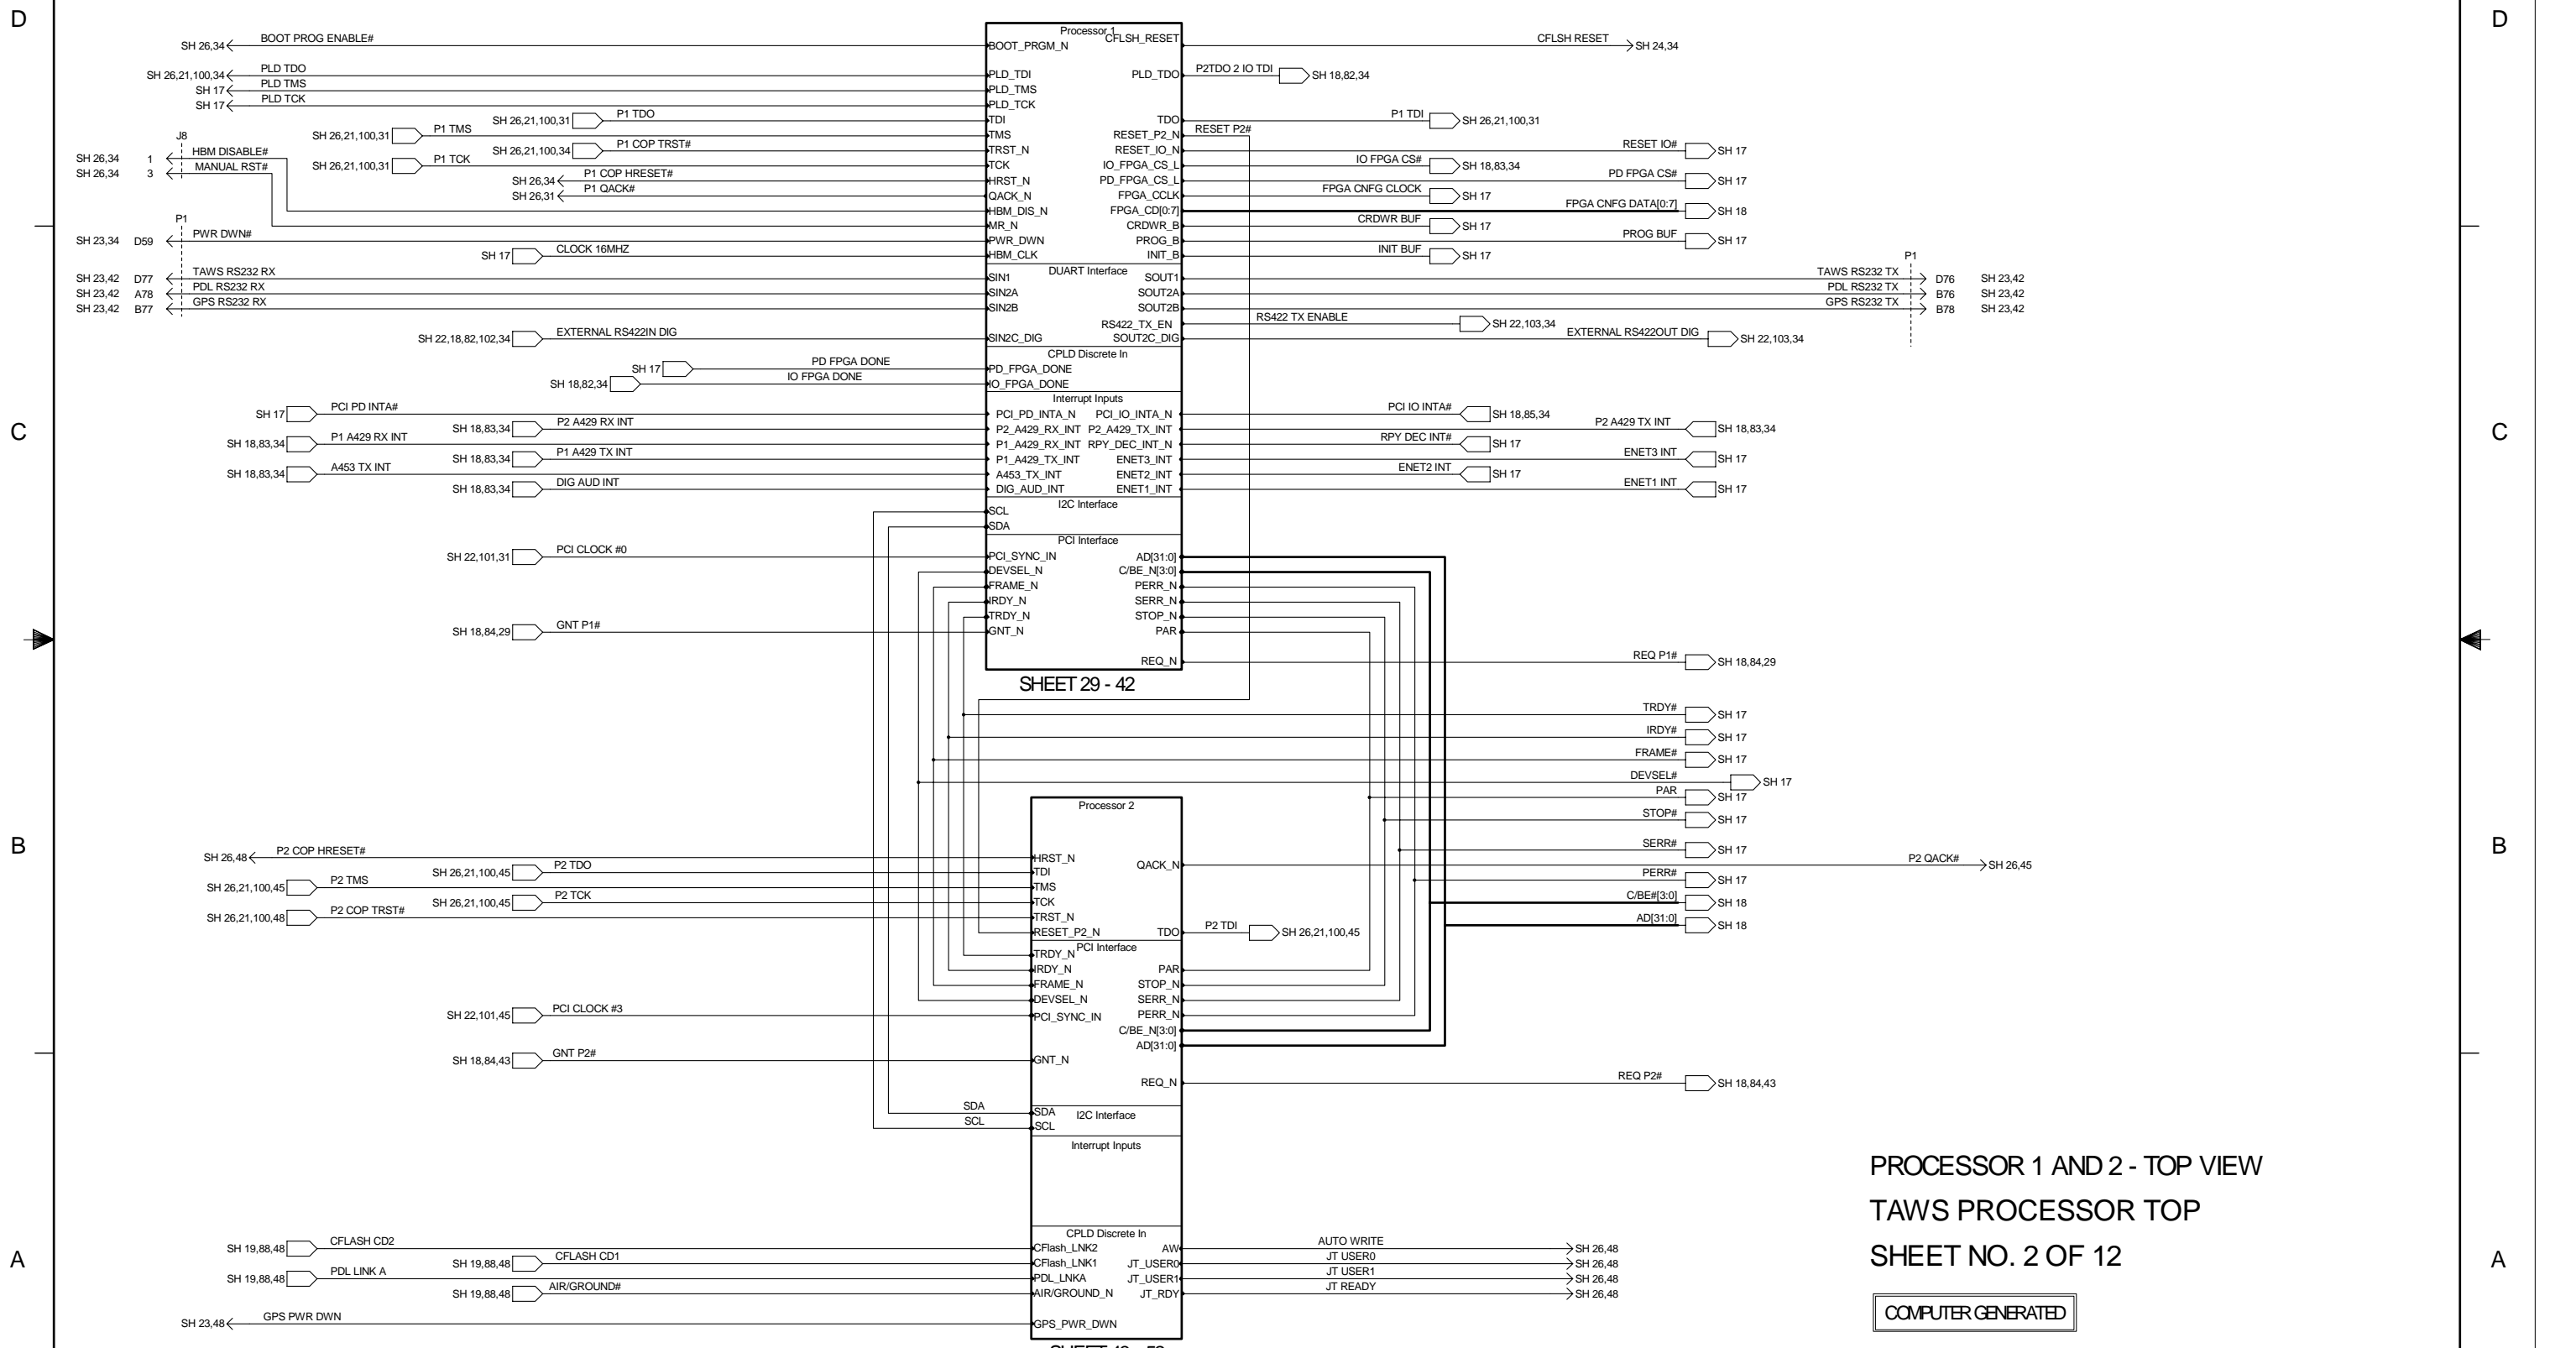 D
D
Processor 1
SH 26,34 BOOT PROG ENABLE# BOOT_PRGM_N CFLSH_RESET CFLSH RESET SH 24,34
SH 26,21,100,34 PLD TDO PLD_TDI PLD_TDO P2TDO 2 IO TDI SH 18,82,34
SH 17 PLD TMS PLD_TMS
SH 17 PLD TCK PLD_TCK
SH 26,21,100,31 P1 TDO TDI TDO P1 TDI SH 26,21,100,31
SH 26,21,100,31 P1 TMS TMS RESET_P2_N RESET P2#
J8
SH 26,21,100,34 P1 COP TRST# TRST_N RESET_IO_N RESET IO# SH 17
SH 26,34 1 HBM DISABLE#
SH 26,21,100,31 P1 TCK TCK IO_FPGA_CS_L IO FPGA CS# SH 18,83,34
SH 26,34 3 MANUAL RST#
SH 26,34 P1 COP HRESET# HRST_N PD_FPGA_CS_L PD FPGA CS# SH 17
SH 26,31 P1 QACK# QACK_N FPGA_CCLK FPGA CNFG CLOCK SH 17
HBM_DIS_N FPGA_CD[0:7] FPGA CNFG DATA[0:7] SH 18
P1
MR_N CRDWR_B CRDWR BUF SH 17
SH 23,34 D59 PWR DWN# PWR_DWN PROG_B PROG BUF SH 17
SH 17 CLOCK 16MHZ HBM_CLK INIT_B INIT BUF SH 17
P1
DUART Interface
SH 23,42 D77 TAWS RS232 RX SIN1 SOUT1 TAWS RS232 TX D76 SH 23,42
SH 23,42 A78 PDL RS232 RX SIN2A SOUT2A PDL RS232 TX B76 SH 23,42
SH 23,42 B77 GPS RS232 RX SIN2B SOUT2B GPS RS232 TX B78 SH 23,42
RS422_TX_EN RS422 TX ENABLE SH 22,103,34
SH 22,18,82,102,34 EXTERNAL RS422IN DIG SIN2C_DIG SOUT2C_DIG EXTERNAL RS422OUT DIG SH 22,103,34
CPLD Discrete In
SH 17 PD FPGA DONE PD_FPGA_DONE
SH 18,82,34 IO FPGA DONE IO_FPGA_DONE
Interrupt Inputs
SH 17 PCI PD INTA# PCI_PD_INTA_N PCI_IO_INTA_N PCI IO INTA# SH 18,85,34
SH 18,83,34 P2 A429 RX INT P2_A429_RX_INT P2_A429_TX_INT P2 A429 TX INT SH 18,83,34
C
C
SH 18,83,34 P1 A429 RX INT P1_A429_RX_INT RPY_DEC_INT_N RPY DEC INT# SH 17
SH 18,83,34 P1 A429 TX INT P1_A429_TX_INT ENET3_INT ENET3 INT SH 17
SH 18,83,34 A453 TX INT A453_TX_INT ENET2_INT ENET2 INT SH 17
SH 18,83,34 DIG AUD INT DIG_AUD_INT ENET1_INT ENET1 INT SH 17
I2C Interface
SCL
SDA
PCI Interface
SH 22,101,31 PCI CLOCK #0 PCI_SYNC_IN AD[31:0]
DEVSEL_N C/BE_N[3:0]
FRAME_N PERR_N
IRDY_N SERR_N
TRDY_N STOP_N
SH 18,84,29 GNT P1# GNT_N PAR
REQ_N REQ P1# SH 18,84,29
SHEET 29 - 42
TRDY# SH 17
IRDY# SH 17
FRAME# SH 17
DEVSEL# SH 17
PAR SH 17
Processor 2
STOP# SH 17
B
B
SERR# SH 17
SH 26,48 P2 COP HRESET# HRST_N
QACK_N P2 QACK# SH 26,45
SH 26,21,100,45 P2 TDO TDI
PERR# SH 17
SH 26,21,100,45 P2 TMS TMS
SH 26,21,100,45 P2 TCK TCK
C/BE#[3:0] SH 18
SH 26,21,100,48 P2 COP TRST# TRST_N
AD[31:0] SH 18
RESET_P2_N TDO P2 TDI SH 26,21,100,45
PCI Interface
TRDY_N
IRDY_N PAR
FRAME_N STOP_N
DEVSEL_N SERR_N
SH 22,101,45 PCI CLOCK #3 PCI_SYNC_IN PERR_N
C/BE_N[3:0]
AD[31:0]
SH 18,84,43 GNT P2# GNT_N
REQ_N REQ P2# SH 18,84,43
SDA SDA I2C Interface
SCL SCL
Interrupt Inputs
PROCESSOR 1 AND 2 - TOP VIEW
TAWS PROCESSOR TOP
SHEET NO. 2 OF 12
CPLD Discrete In
A
A
SH 19,88,48 CFLASH CD2 CFlash_LNK2 AW AUTO WRITE SH 26,48
SH 19,88,48 CFLASH CD1 CFlash_LNK1 JT_USER0 JT USER0 SH 26,48
SH 19,88,48 PDL LINK A PDL_LNKA JT_USER1 JT USER1 SH 26,48
SH 19,88,48 AIR/GROUND# AIR/GROUND_N JT_RDY JT READY SH 26,48
COMPUTER GENERATED
SH 23,48 GPS PWR DWN GPS_PWR_DWN